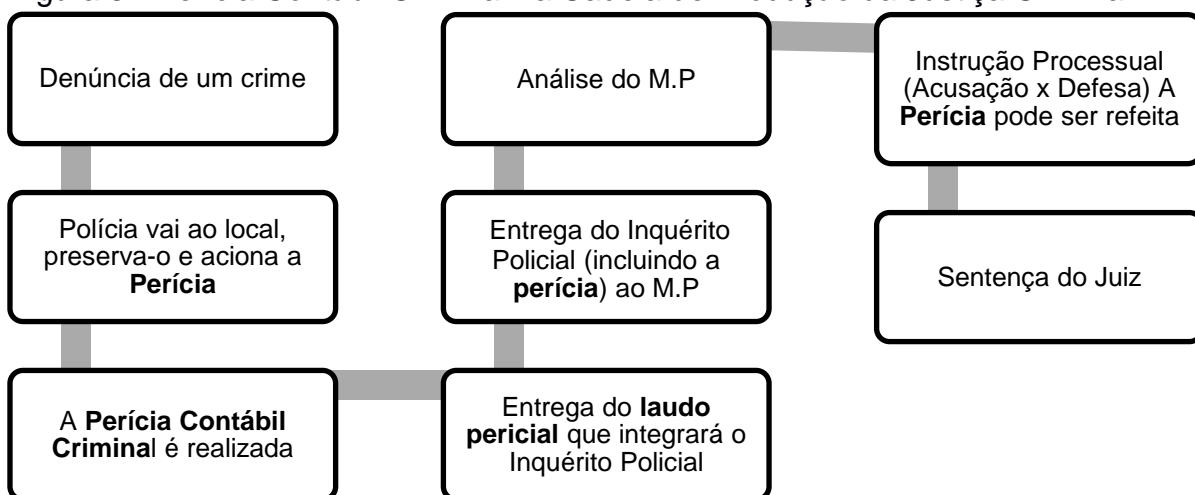 Denúncia de um crime
Polícia vai ao local,
preserva-o e aciona a
Perícia
A Perícia Contábil
Criminal é realizada
Entrega do laudo
pericial que integrará o
Inquérito Policial
Entrega do Inquérito
Policial (incluindo a
perícia) ao M.P
Análise do M.P
Instrução Processual
(Acusação x Defesa) A
Perícia pode ser refeita
Sentença do Juiz